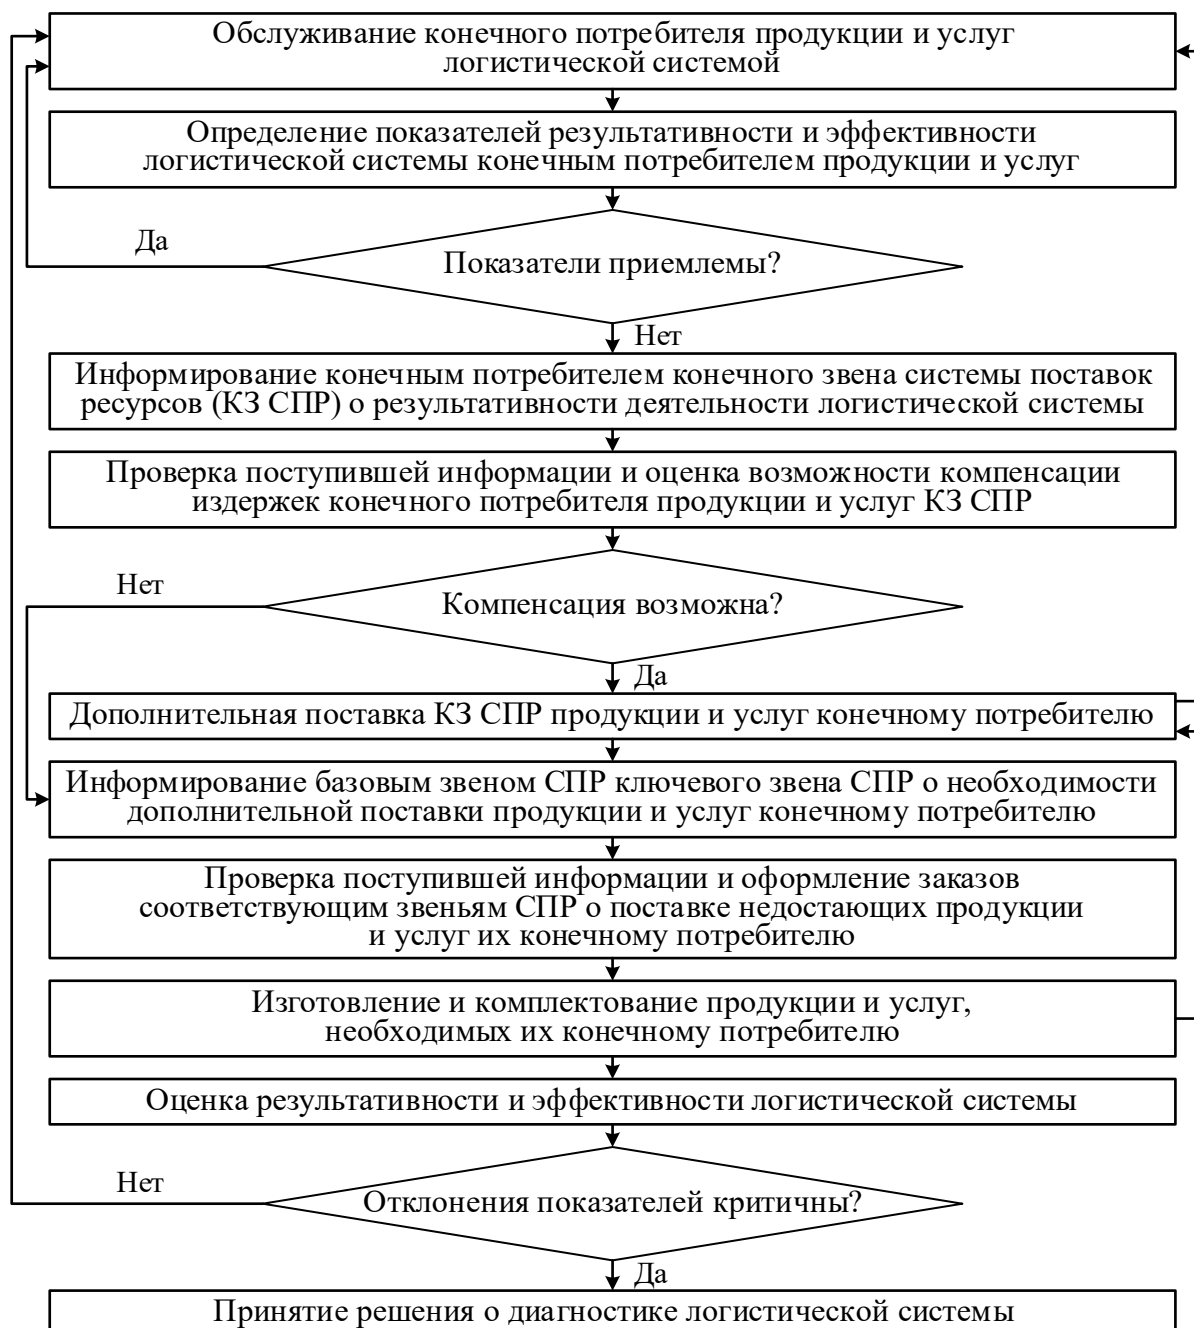 Обслуживание конечного потребителя продукции и услуг
логистической системой
Определение показателей результативности и эффективности
логистической системы конечным потребителем продукции и услуг
Да
Показатели приемлемы?
Нет
Информирование конечным потребителем конечного звена системы поставок
ресурсов (КЗ СПР) о результативности деятельности логистической системы
Проверка поступившей информации и оценка возможности компенсации
издержек конечного потребителя продукции и услуг КЗ СПР
Нет
Компенсация возможна?
Да
Дополнительная поставка КЗ СПР продукции и услуг конечному потребителю
Информирование базовым звеном СПР ключевого звена СПР о необходимости
дополнительной поставки продукции и услуг конечному потребителю
Проверка поступившей информации и оформление заказов
соответствующим звеньям СПР о поставке недостающих продукции
и услуг их конечному потребителю
Изготовление и комплектование продукции и услуг,
необходимых их конечному потребителю
Оценка результативности и эффективности логистической системы
Нет
Отклонения показателей критичны?
Да
Принятие решения о диагностике логистической системы